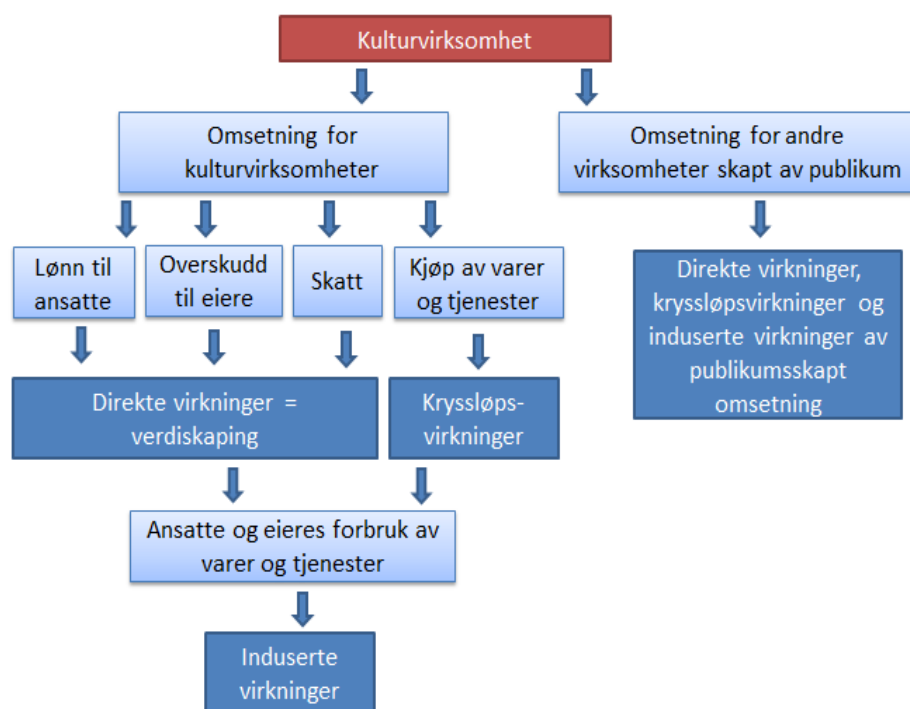 Kulturvirksomhet
Omsetning for
kulturvirksomheter
Omsetning for andre
virksomheter skapt av publikum
Lønn til
ansatte
Overskudd
til eiere
Skatt
Kjøp av varer
og tjenester
Direkte virkninger,
kryssløpsvirkninger og
induserte virkninger av
publikumsskapt
omsetning
Direkte virkninger =
verdiskaping
Kryssløps-
virkninger
Ansatte og eieres forbruk av
varer og tjenester
Induserte
virkninger